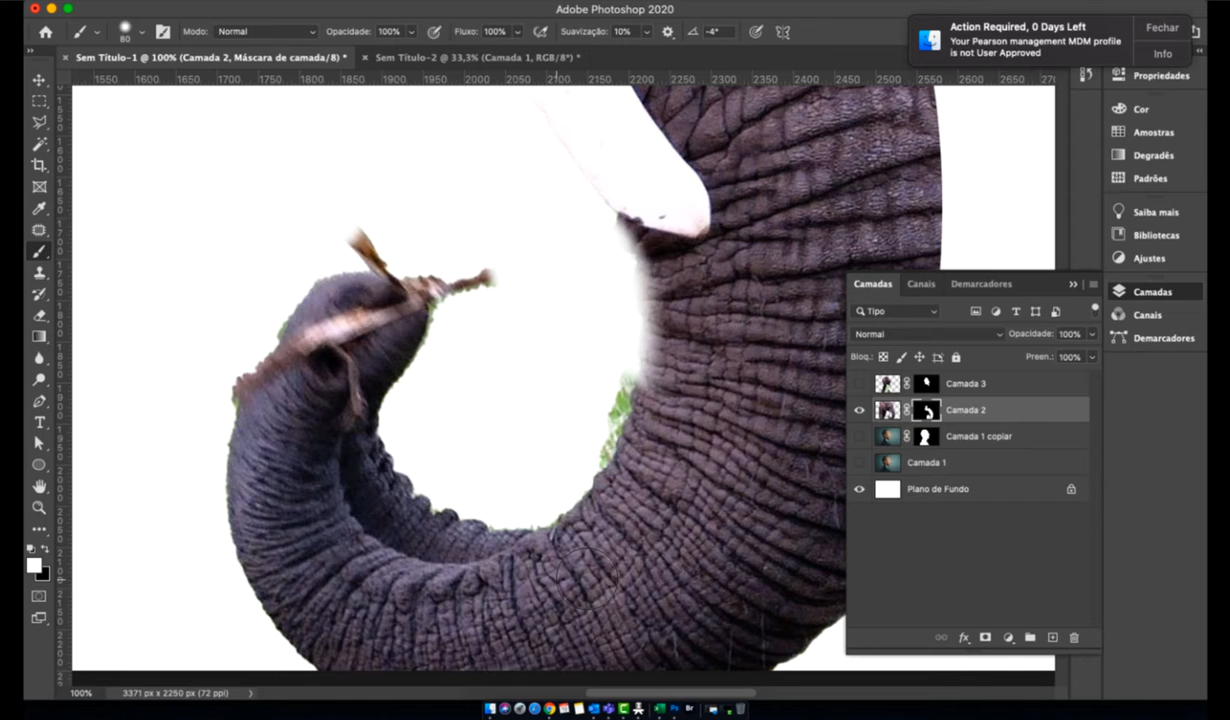 Adobe Photoshop 2020
80
Modo: Normal
Opacidade: 100%
Fluxo: 100%
Suavização: 10%
-4°
Action Required, 0 Days Left
Your Pearson management MDM profile
is not User Approved
Fechar
Info
Sem Título-1 @ 100% (Camada 2, Máscara de camada/8) *
Sem Título-2 @ 33,3% (Camada 1, RGB/8*) *
1550 1600 1650 1700 1750 1800 1850 1900 1950 2000 2050 2100 2150 2200 2250 2300 2350 2400 2450 2500 2550 2600 2650
Propriedades
Cor
Amostras
Degradês
Padrões
Saiba mais
Bibliotecas
Ajustes
Camadas
Canais
Demarcadores
Camadas
Canais
Demarcadores
Tipo
Normal
Opacidade: 100%
Bloq.:
Preen.: 100%
Camada 3
Camada 2
Camada 1 copiar
Camada 1
Plano de Fundo
fx
100%
3371 px x 2250 px (72 ppi)